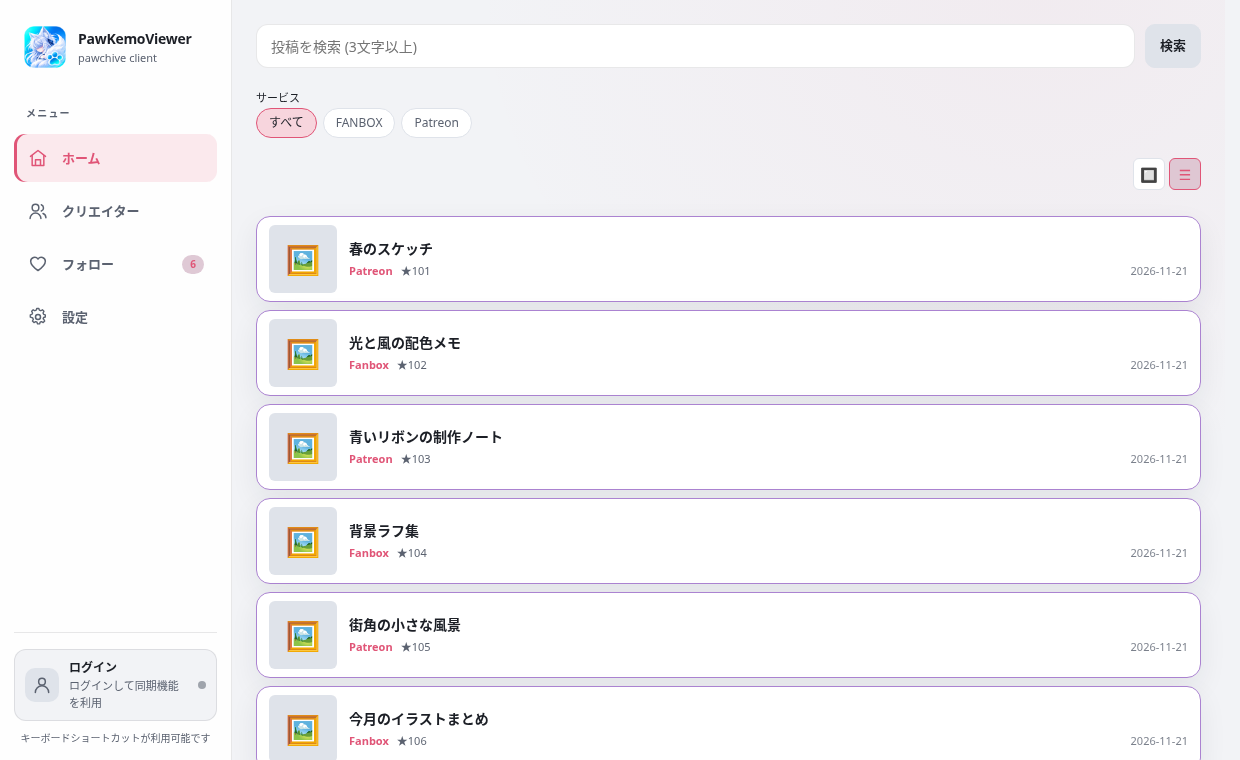 PawKemoViewer
pawchive client
メニュー
ホーム
クリエイター
フォロー 6
設定
ログイン
ログインして同期機能
を利用
キーボードショートカットが利用可能です
投稿を検索 (3文字以上)
検索
サービス
すべて FANBOX Patreon
春のスケッチ
Patreon ★101 2026-11-21
光と風の配色メモ
Fanbox ★102 2026-11-21
青いリボンの制作ノート
Patreon ★103 2026-11-21
背景ラフ集
Fanbox ★104 2026-11-21
街角の小さな風景
Patreon ★105 2026-11-21
今月のイラストまとめ
Fanbox ★106 2026-11-21